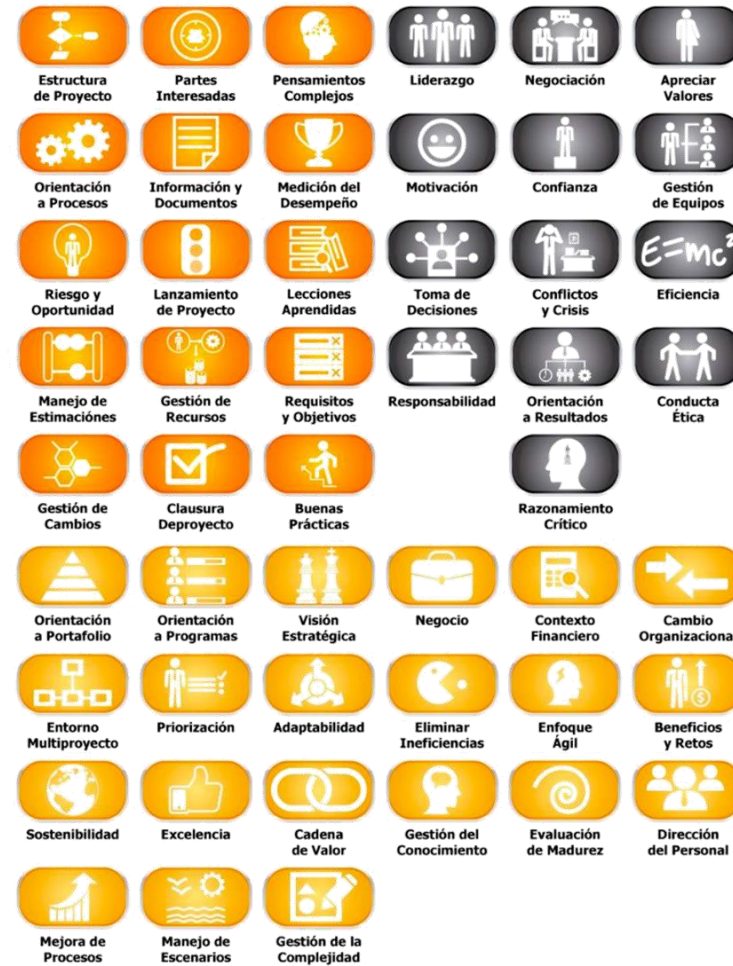 Estructura
de Proyecto
Partes
Interesadas
Pensamientos
Complejos
Liderazgo
Negociación
Apreciar
Valores
Orientación
a Procesos
Información y
Documentos
Medición del
Desempeño
Motivación
Confianza
Gestión
de Equipos
E=mc²
Riesgo y
Oportunidad
Lanzamiento
de Proyecto
Lecciones
Aprendidas
Toma de
Decisiones
Conflictos
y Crisis
Eficiencia
Manejo de
Estimaciónes
Gestión de
Recursos
Requisitos
y Objetivos
Responsabilidad
Orientación
a Resultados
Conducta
Ética
Gestión de
Cambios
Clausura
Deproyecto
Buenas
Prácticas
Razonamiento
Crítico
Orientación
a Portafolio
Orientación
a Programas
Visión
Estratégica
Negocio
Contexto
Financiero
Cambio
Organizaciona
Entorno
Multiproyecto
Priorización
Adaptabilidad
Eliminar
Ineficiencias
Enfoque
Ágil
Beneficios
y Retos
Sostenibilidad
Excelencia
Cadena
de Valor
Gestión del
Conocimiento
Evaluación
de Madurez
Dirección
del Personal
Mejora de
Procesos
Manejo de
Escenarios
Gestión de la
Complejidad